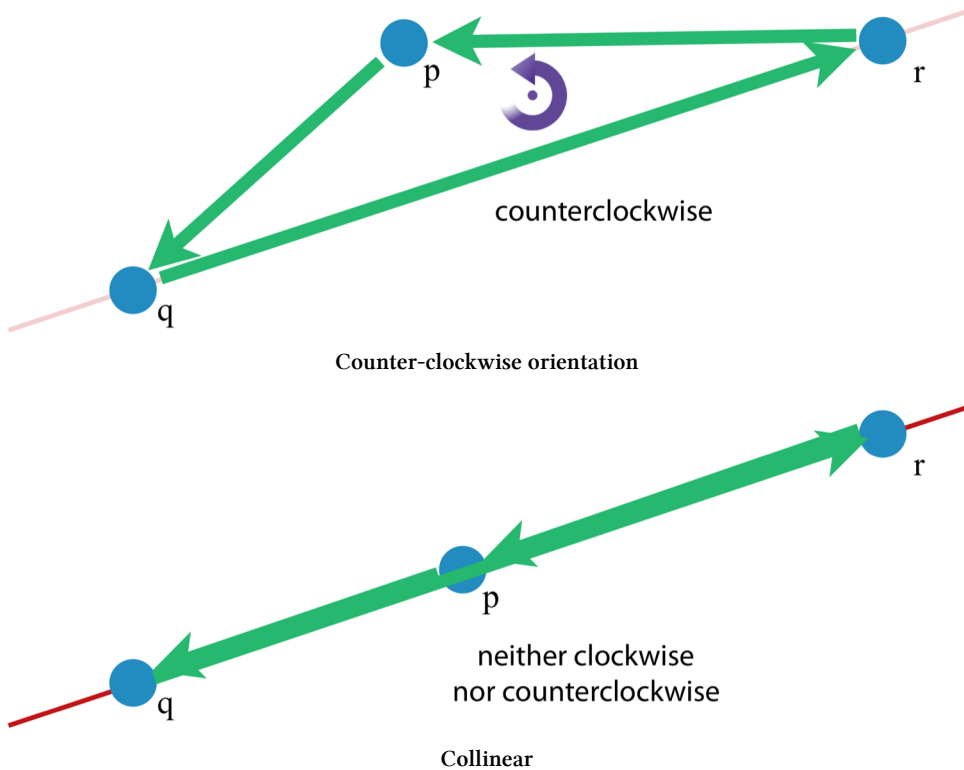 p
r
counterclockwise
q
Counter-clockwise orientation
r
p
neither clockwise
nor counterclockwise
q
Collinear